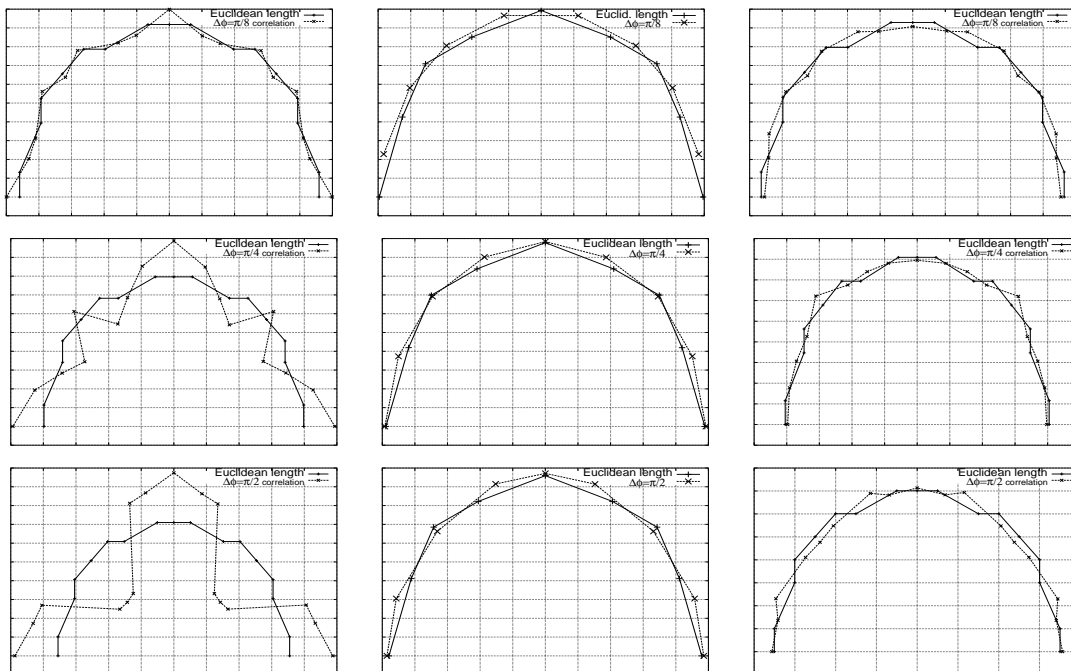 Euclidean length
Δϕ=π/8 correlation
Euclid. length
Δϕ=π/8
Euclidean length
Δϕ=π/8 correlation
Euclidean length
Δϕ=π/4 correlation
Euclidean length
Δϕ=π/4
Euclidean length
Δϕ=π/4 correlation
Euclidean length
Δϕ=π/2 correlation
Euclidean length
Δϕ=π/2
Euclidean length
Δϕ=π/2 correlation